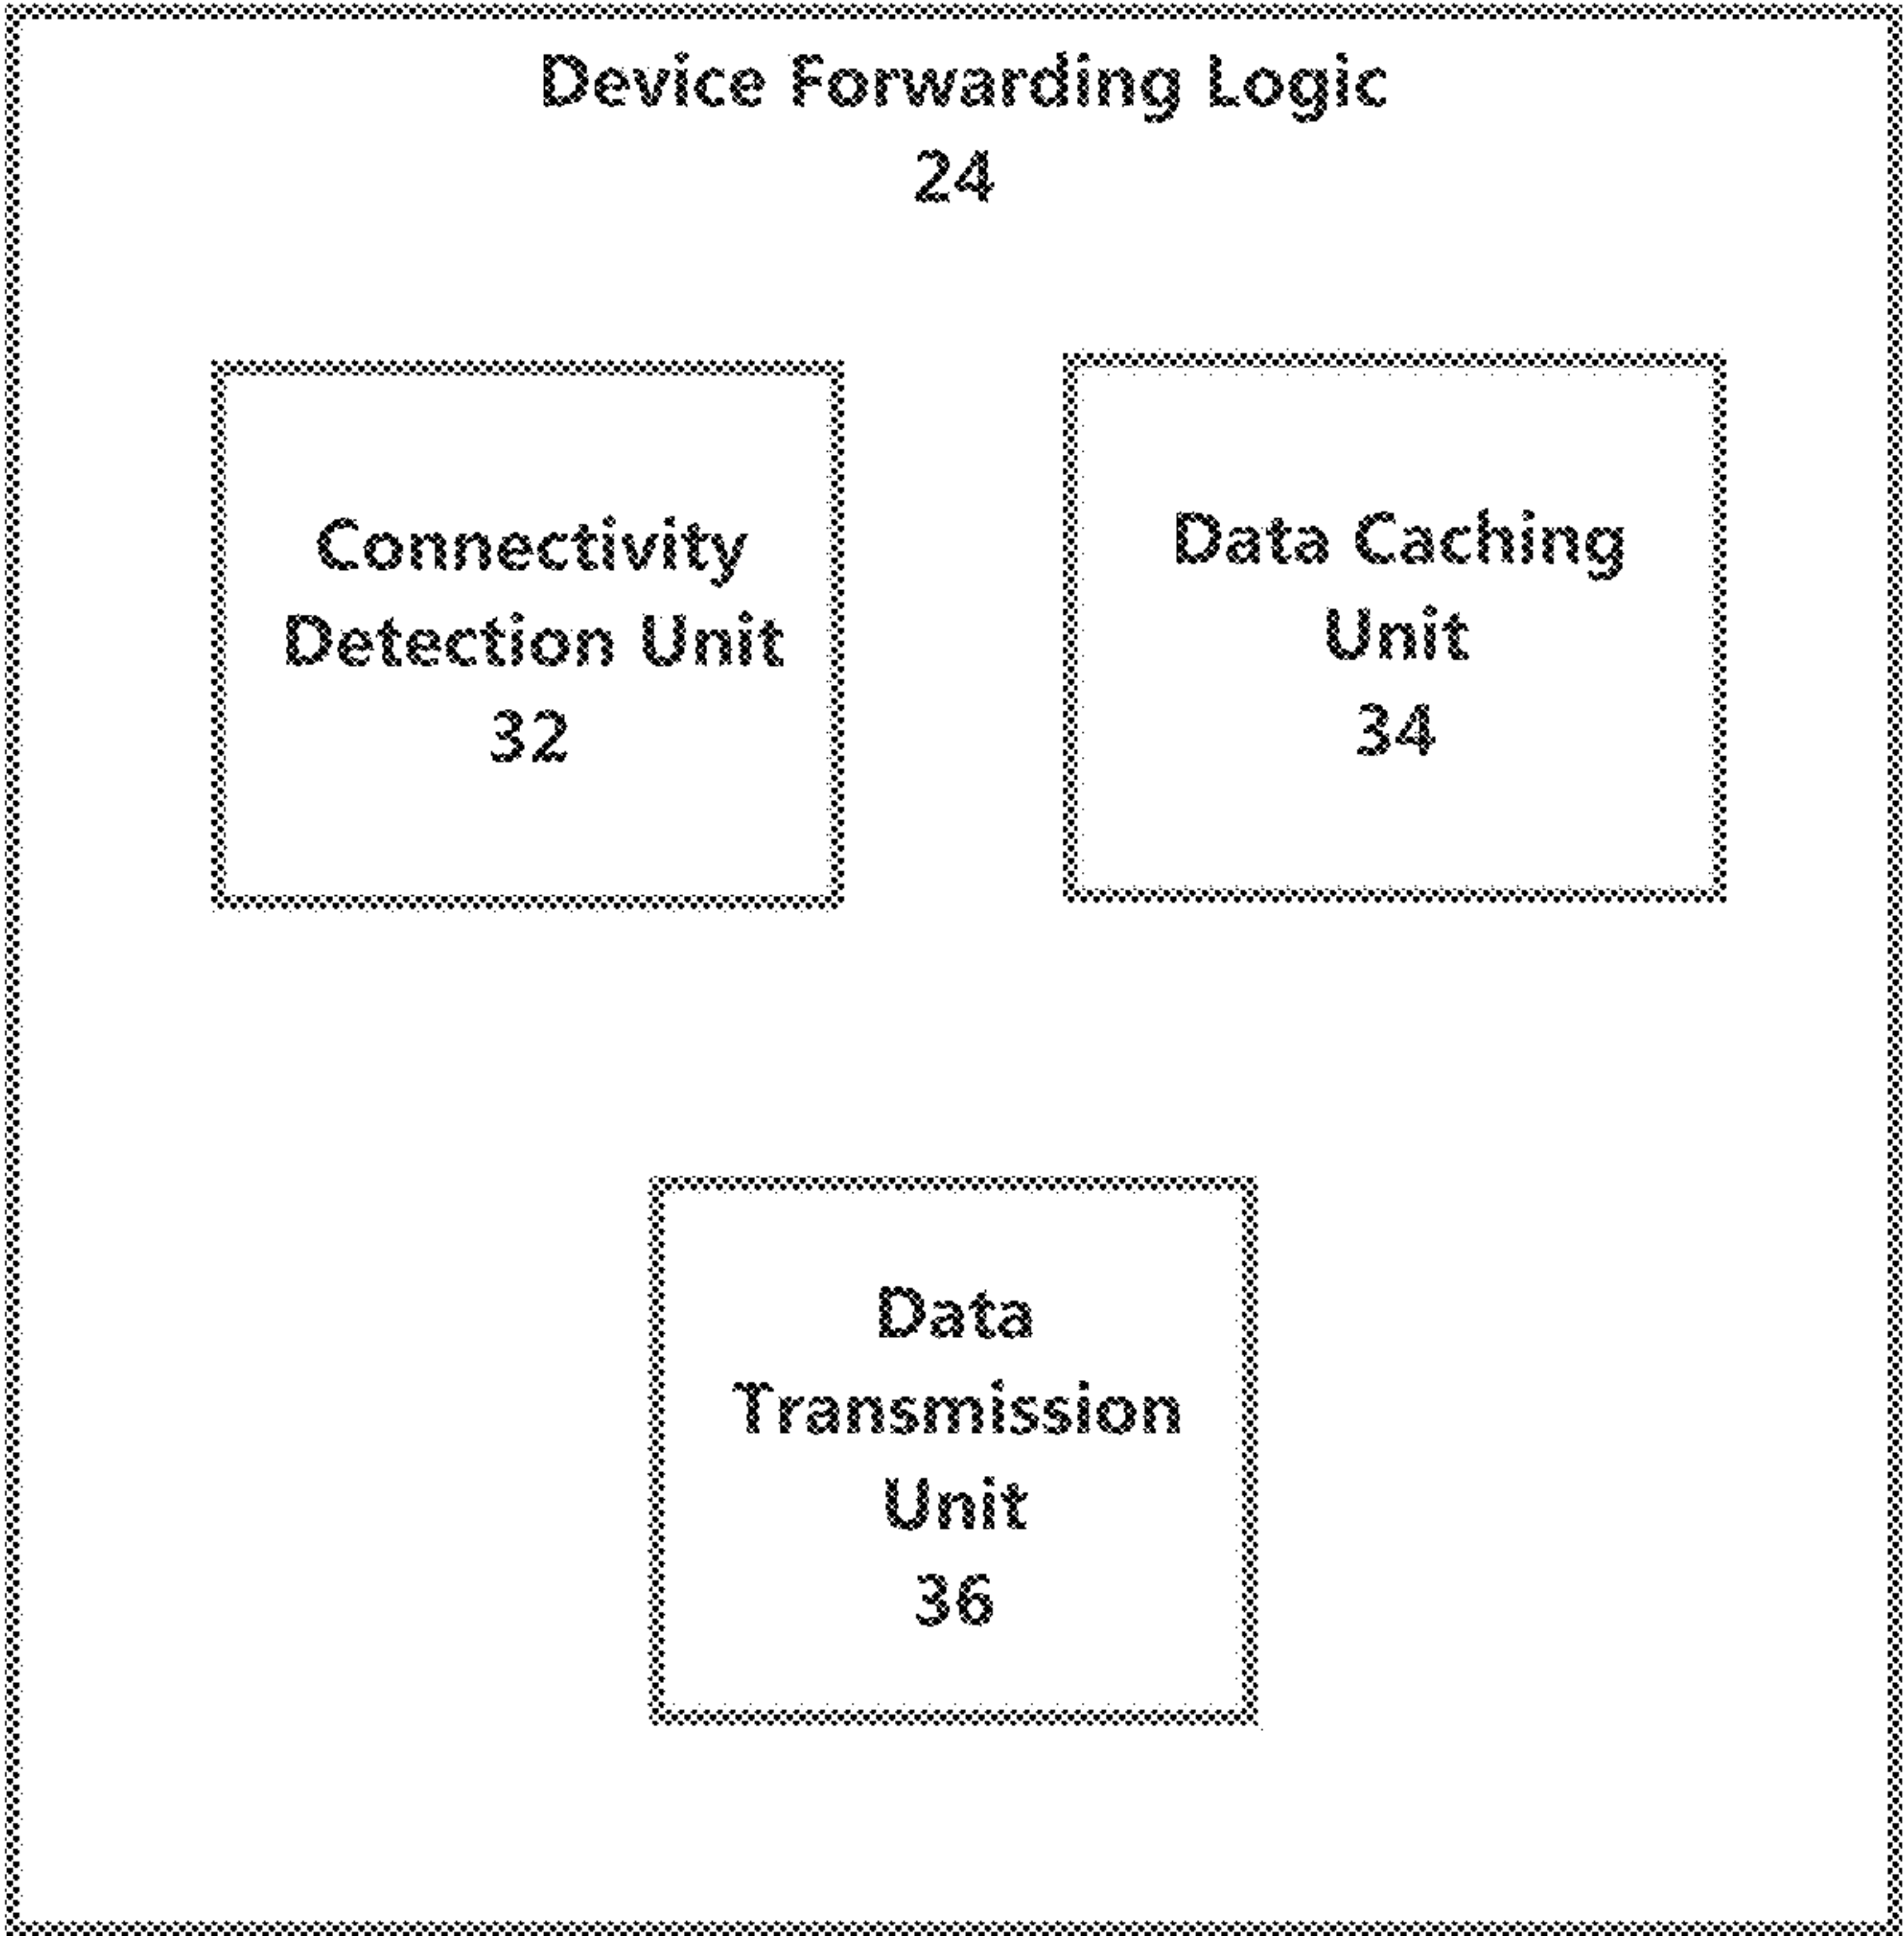 Device Forwarding Logic
24
Connectivity
Detection Unit
32
Data Caching
Unit
34
Data
Transmission
Unit
36